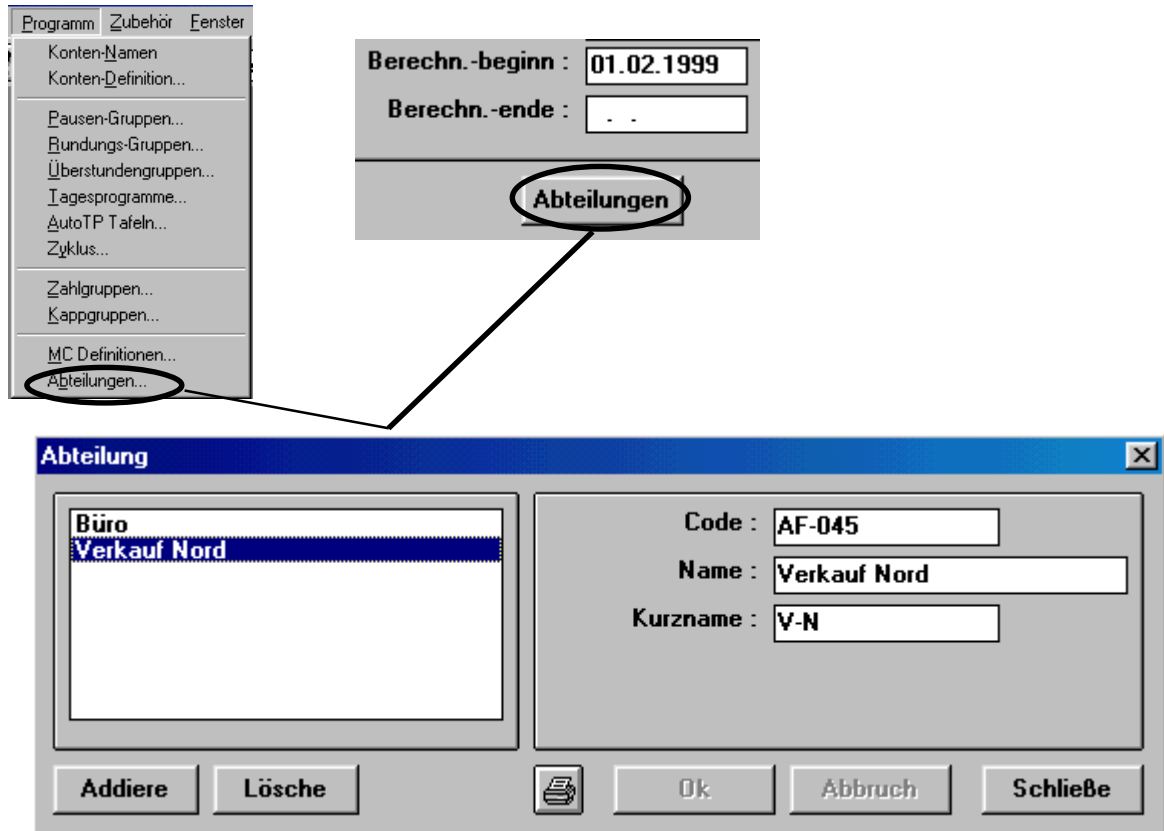 Programm Zubehör Fenster
Konten-Namen
Konten-Definition...
Pausen-Gruppen...
Rundungs-Gruppen...
Überstundengruppen...
Tagesprogramme...
AutoTP Tafeln...
Zyklus...
Zahlgruppen...
Kappgruppen...
MC Definitionen...
Abteilungen...
Berechn.-beginn : 01.02.1999
Berechn.-ende : . .
Abteilungen
Abteilung
Büro
Verkauf Nord
Code : AF-045
Name : Verkauf Nord
Kurzname : V-N
Addiere Lösche Ok Abbruch Schließe